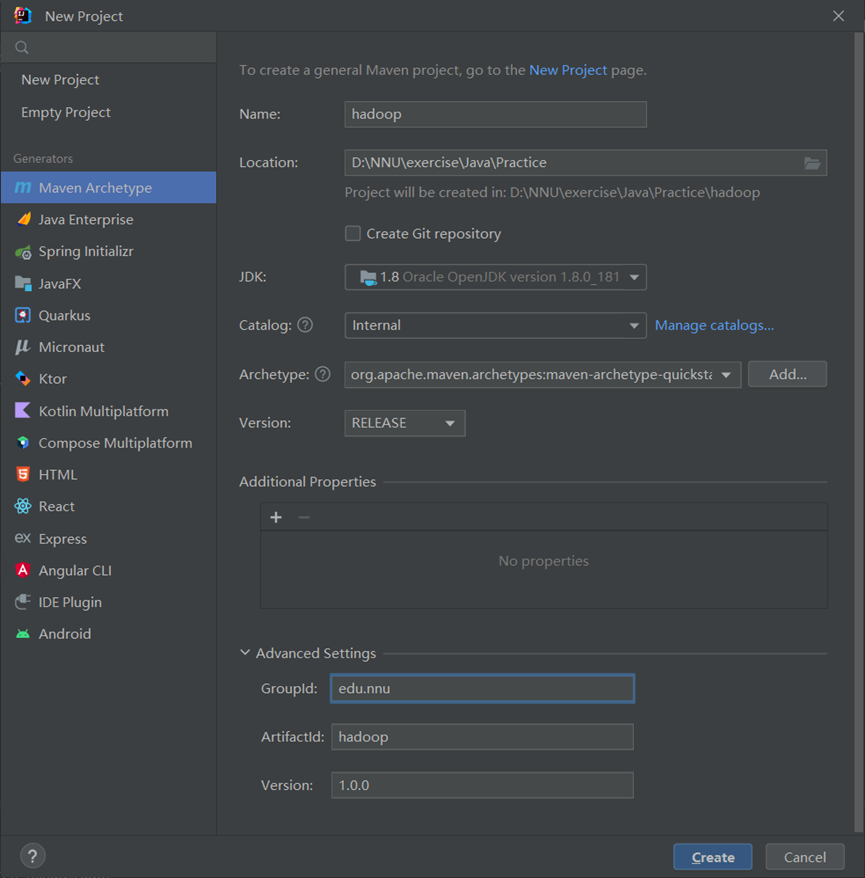 New Project
New Project
Empty Project
Generators
Maven Archetype
Java Enterprise
Spring Initializr
JavaFX
Quarkus
Micronaut
Ktor
Kotlin Multiplatform
Compose Multiplatform
HTML
React
Express
Angular CLI
IDE Plugin
Android
To create a general Maven project, go to the New Project page.
Name: hadoop
Location: D:\NNU\exercise\Java\Practice
Project will be created in: D:\NNU\exercise\Java\Practice\hadoop
Create Git repository
JDK: 1.8 Oracle OpenJDK version 1.8.0_181
Catalog: ? Internal Manage catalogs...
Archetype: ? org.apache.maven.archetypes:maven-archetype-quicksta Add...
Version: RELEASE
Additional Properties
No properties
Advanced Settings
GroupId: edu.nnu
ArtifactId: hadoop
Version: 1.0.0
? Create Cancel